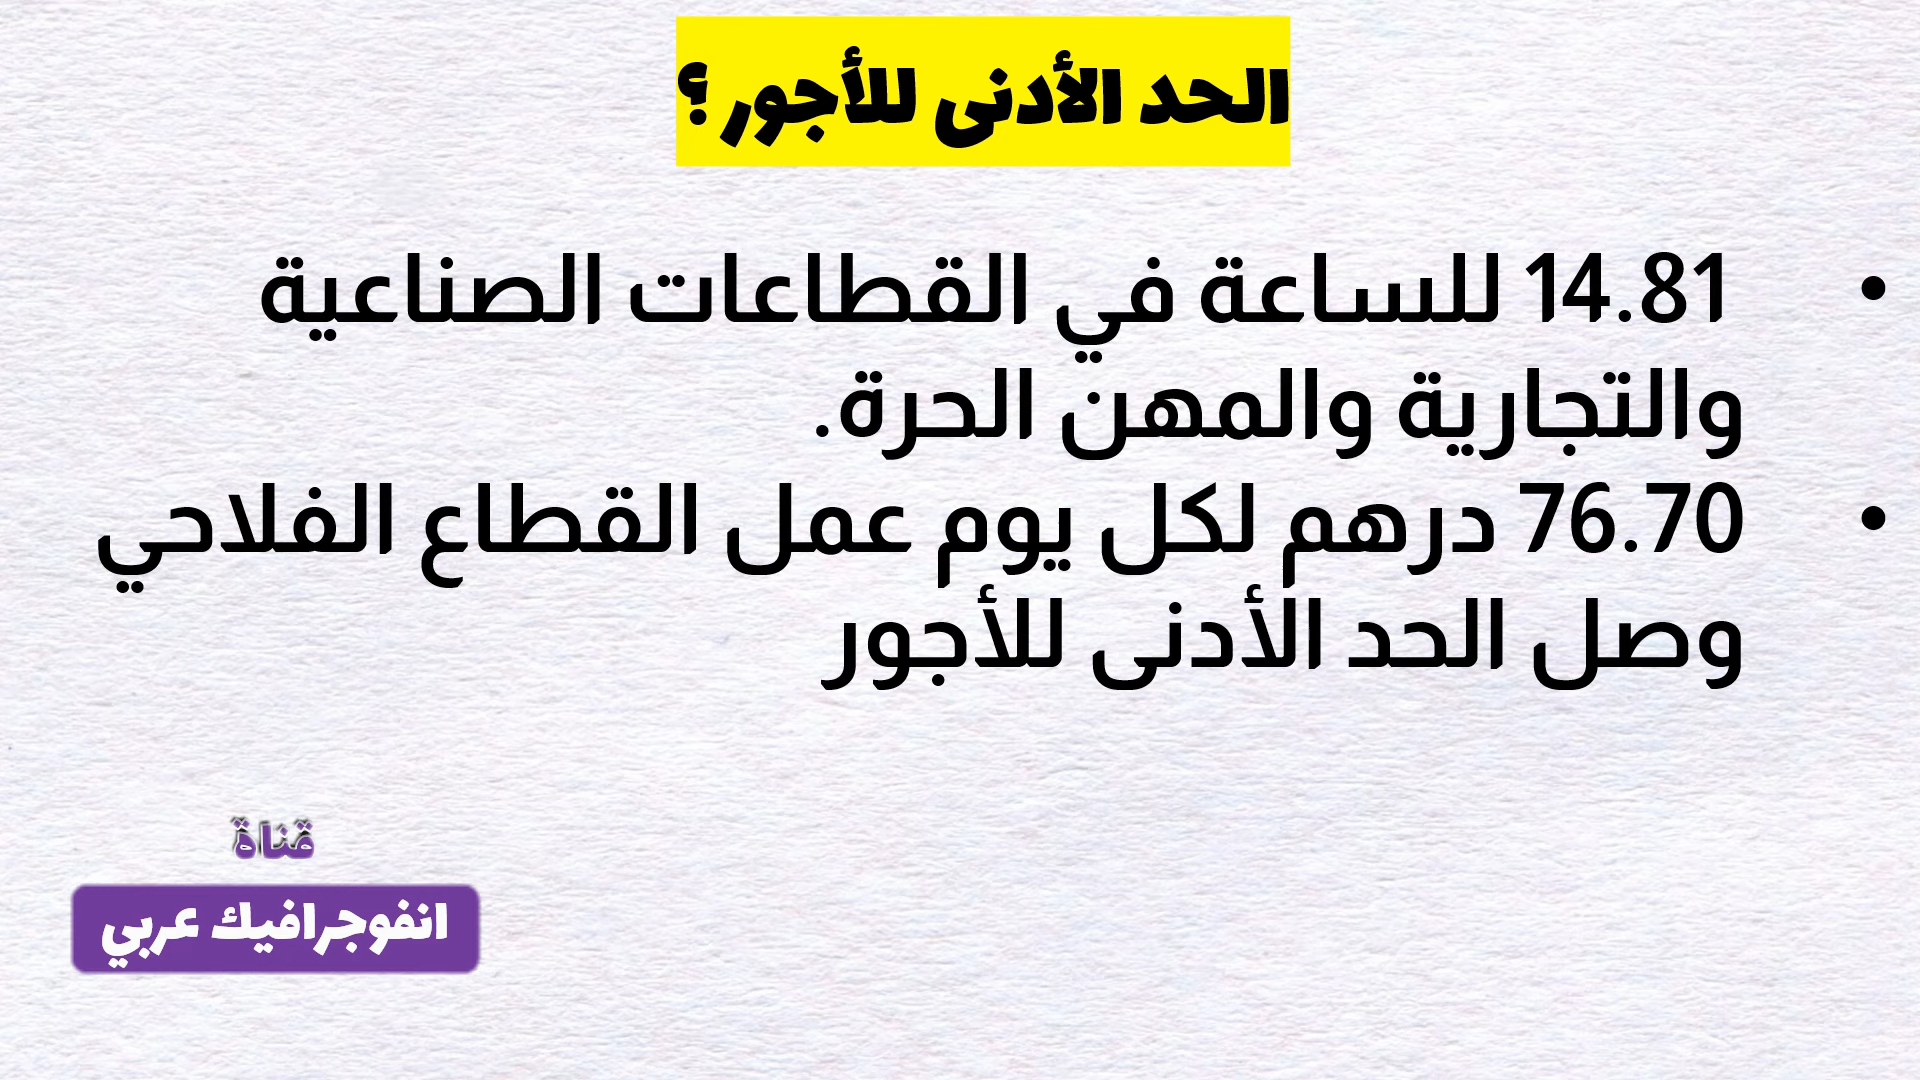 الحد الأدنى للأجور ؟
• 14.81 للساعة في القطاعات الصناعية
والتجارية والمهن الحرة.
• 76.70 درهم لكل يوم عمل القطاع الفلاحي
وصل الحد الأدنى للأجور
قناة
انفوجرافيك عربي